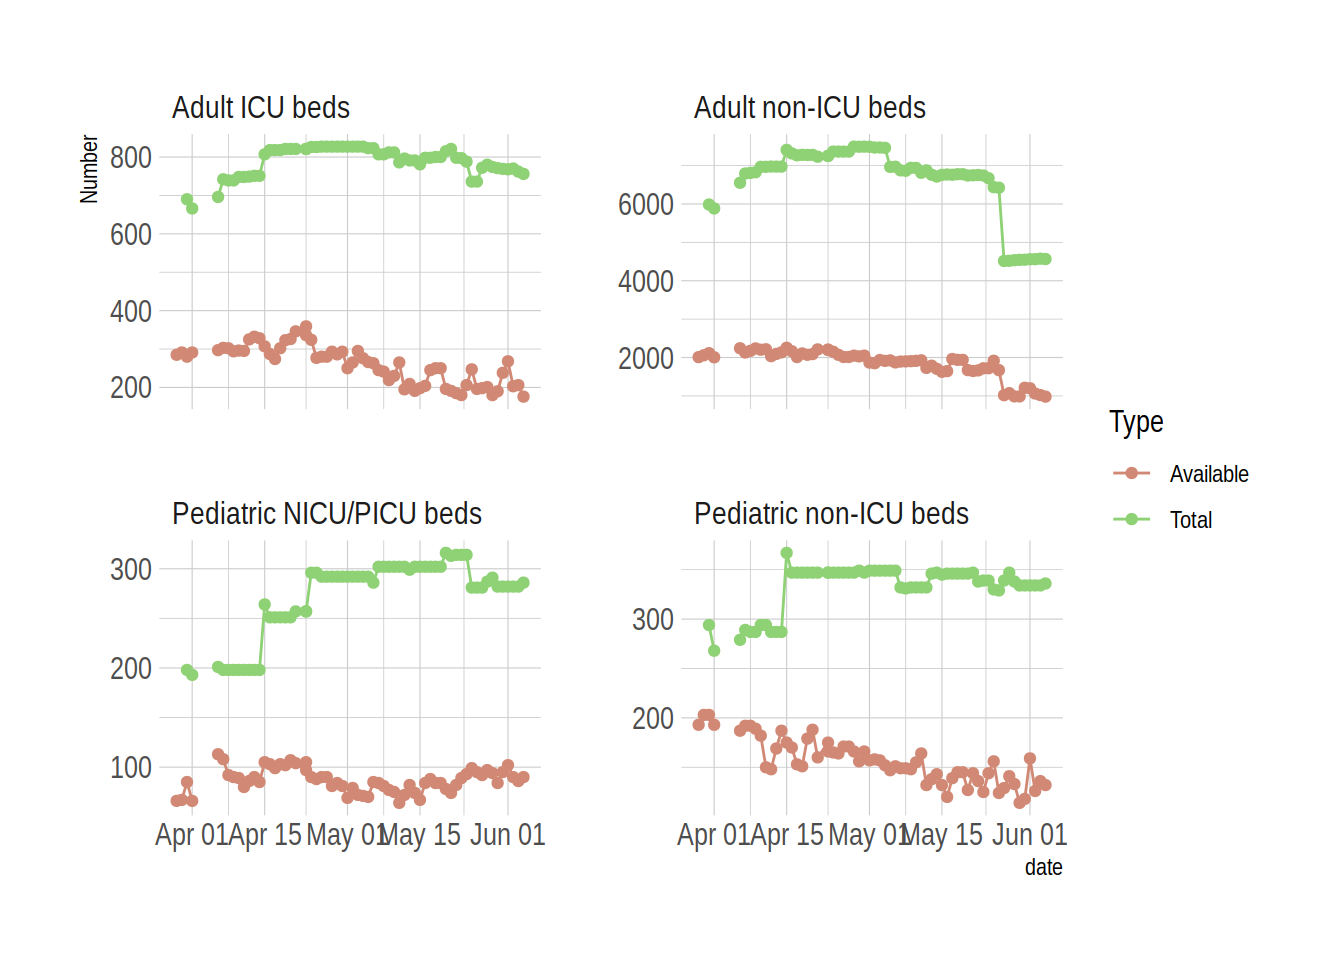 Adult ICU beds
Adult non-ICU beds
Number
800
600
400
200
6000
4000
2000
Type
Available
Total
Pediatric NICU/PICU beds
Pediatric non-ICU beds
300
200
100
300
200
Apr 01 Apr 15 May 01 May 15 Jun 01
Apr 01 Apr 15 May 01 May 15 Jun 01
date